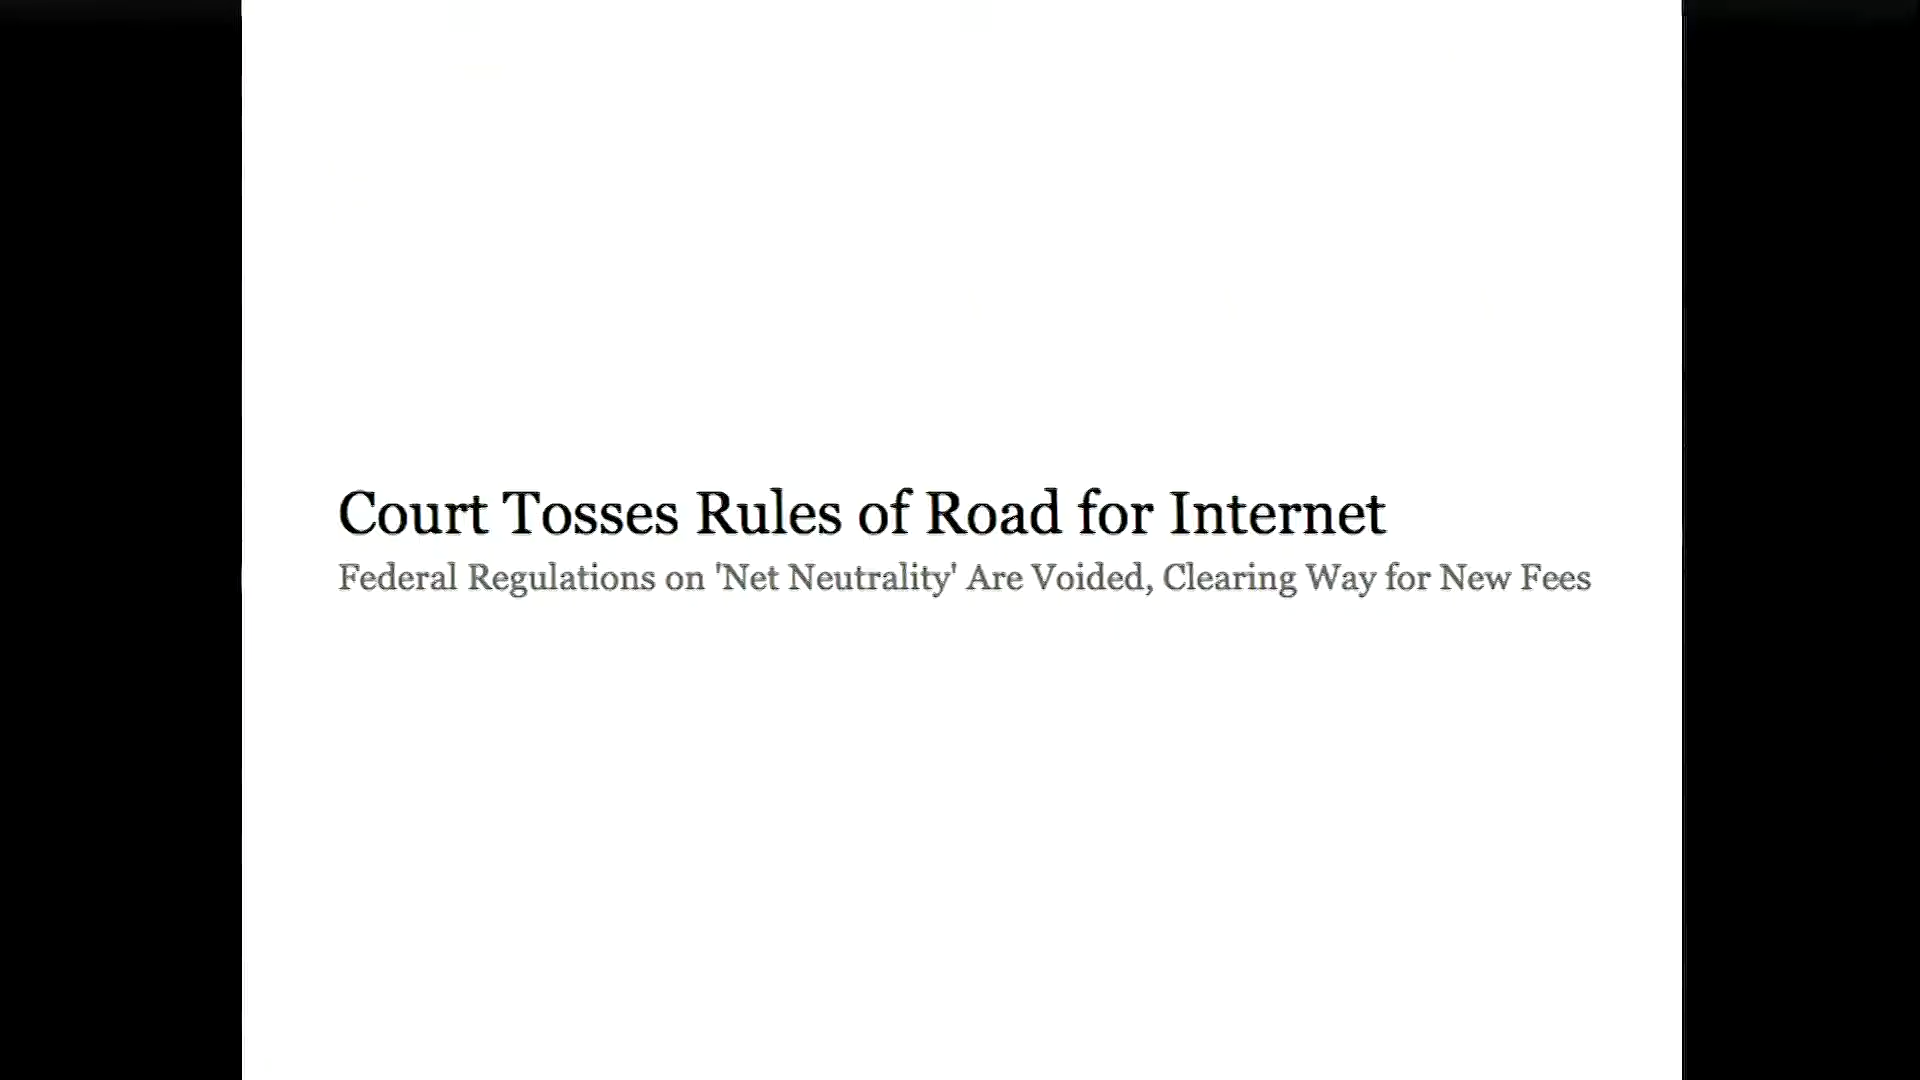 Court Tosses Rules of Road for Internet
Federal Regulations on 'Net Neutrality' Are Voided, Clearing Way for New Fees